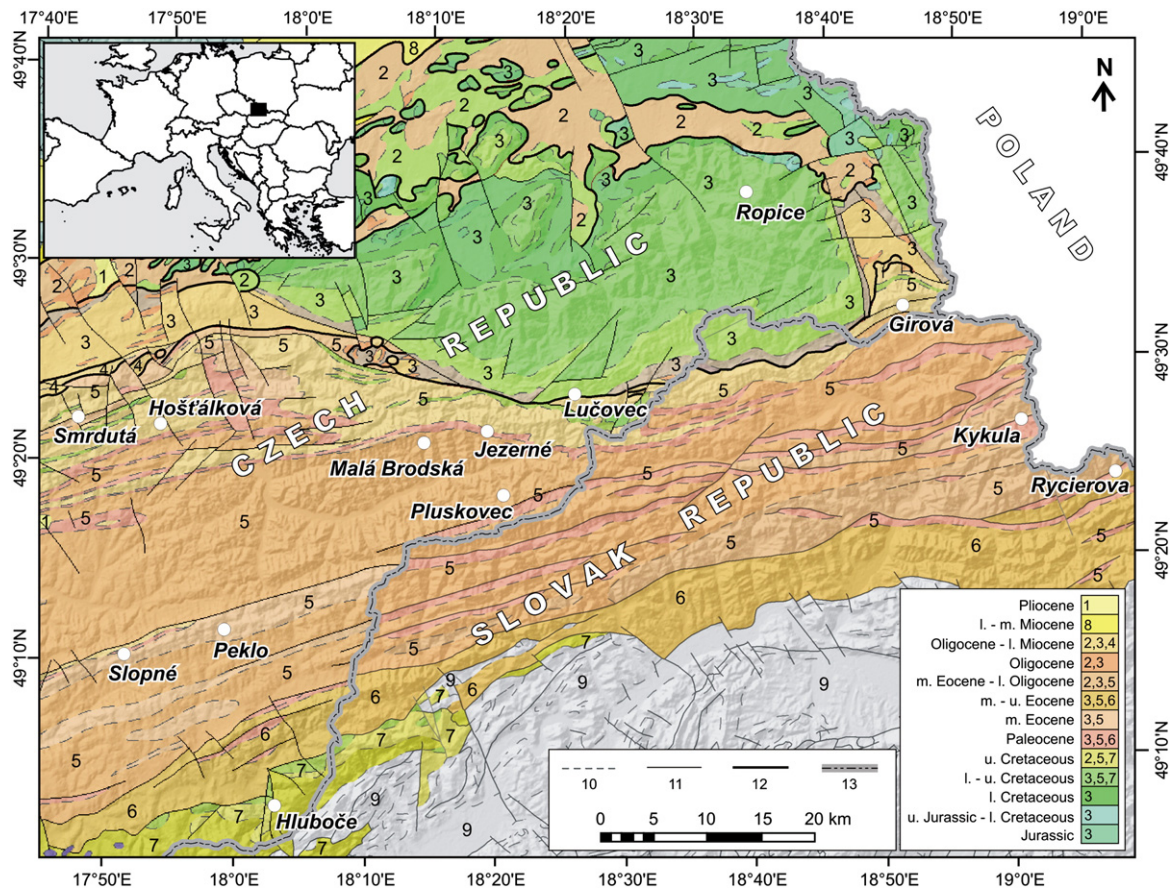 17°40'E 17°50'E 18°10'E 18°20'E 18°30'E 18°40'E 18°50'E 19°0'E
49°40'N
49°30'N
49°20'N
49°10'N
49°40'N
49°30'N
49°20'N
49°10'N
17°50'E 18°0'E 18°10'E 18°20'E 18°30'E 18°40'E 18°50'E 19°0'E
N
POLAND
CZECH
REPUBLIC
SLOVAK REPUBLIC
Ropice
Girová
Lučovec
Hošťálková
Smrdutá
Malá Brodská
Jezerné
Pluskovec
Kykula
Rycierova
Peklo
Slopné
Hluboče
Pliocene 1
l. - m. Miocene 8
Oligocene - l. Miocene 2,3,4
Oligocene 2,3
m. Eocene - l. Oligocene 2,3,5
m. - u. Eocene 3,5,6
m. Eocene 3,5
Paleocene 3,5,6
u. Cretaceous 2,5,7
l. - u. Cretaceous 3,5,7
l. Cretaceous 3
u. Jurassic - l. Cretaceous 3
Jurassic 3
10 11 12 13
0 5 10 15 20 km